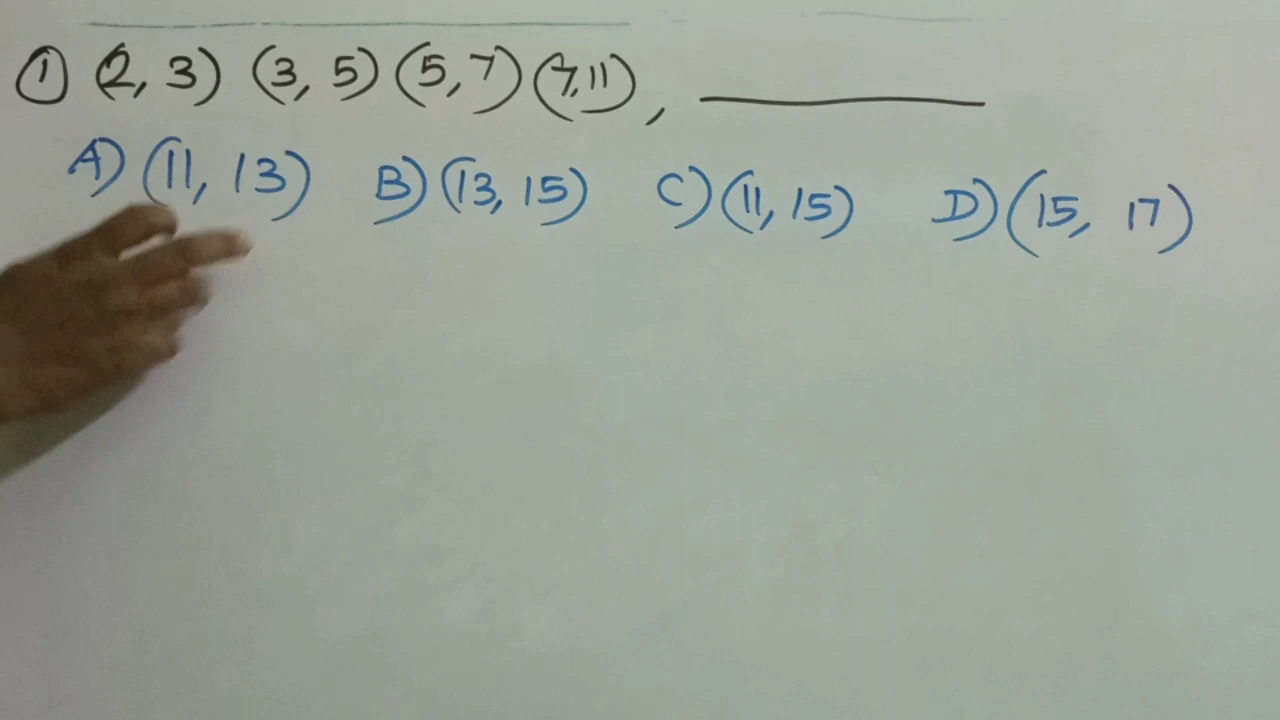 ① (2, 3) (3, 5) (5, 7) (7, 11), ________
A) (11, 13) B) (13, 15) C) (11, 15) D) (15, 17)